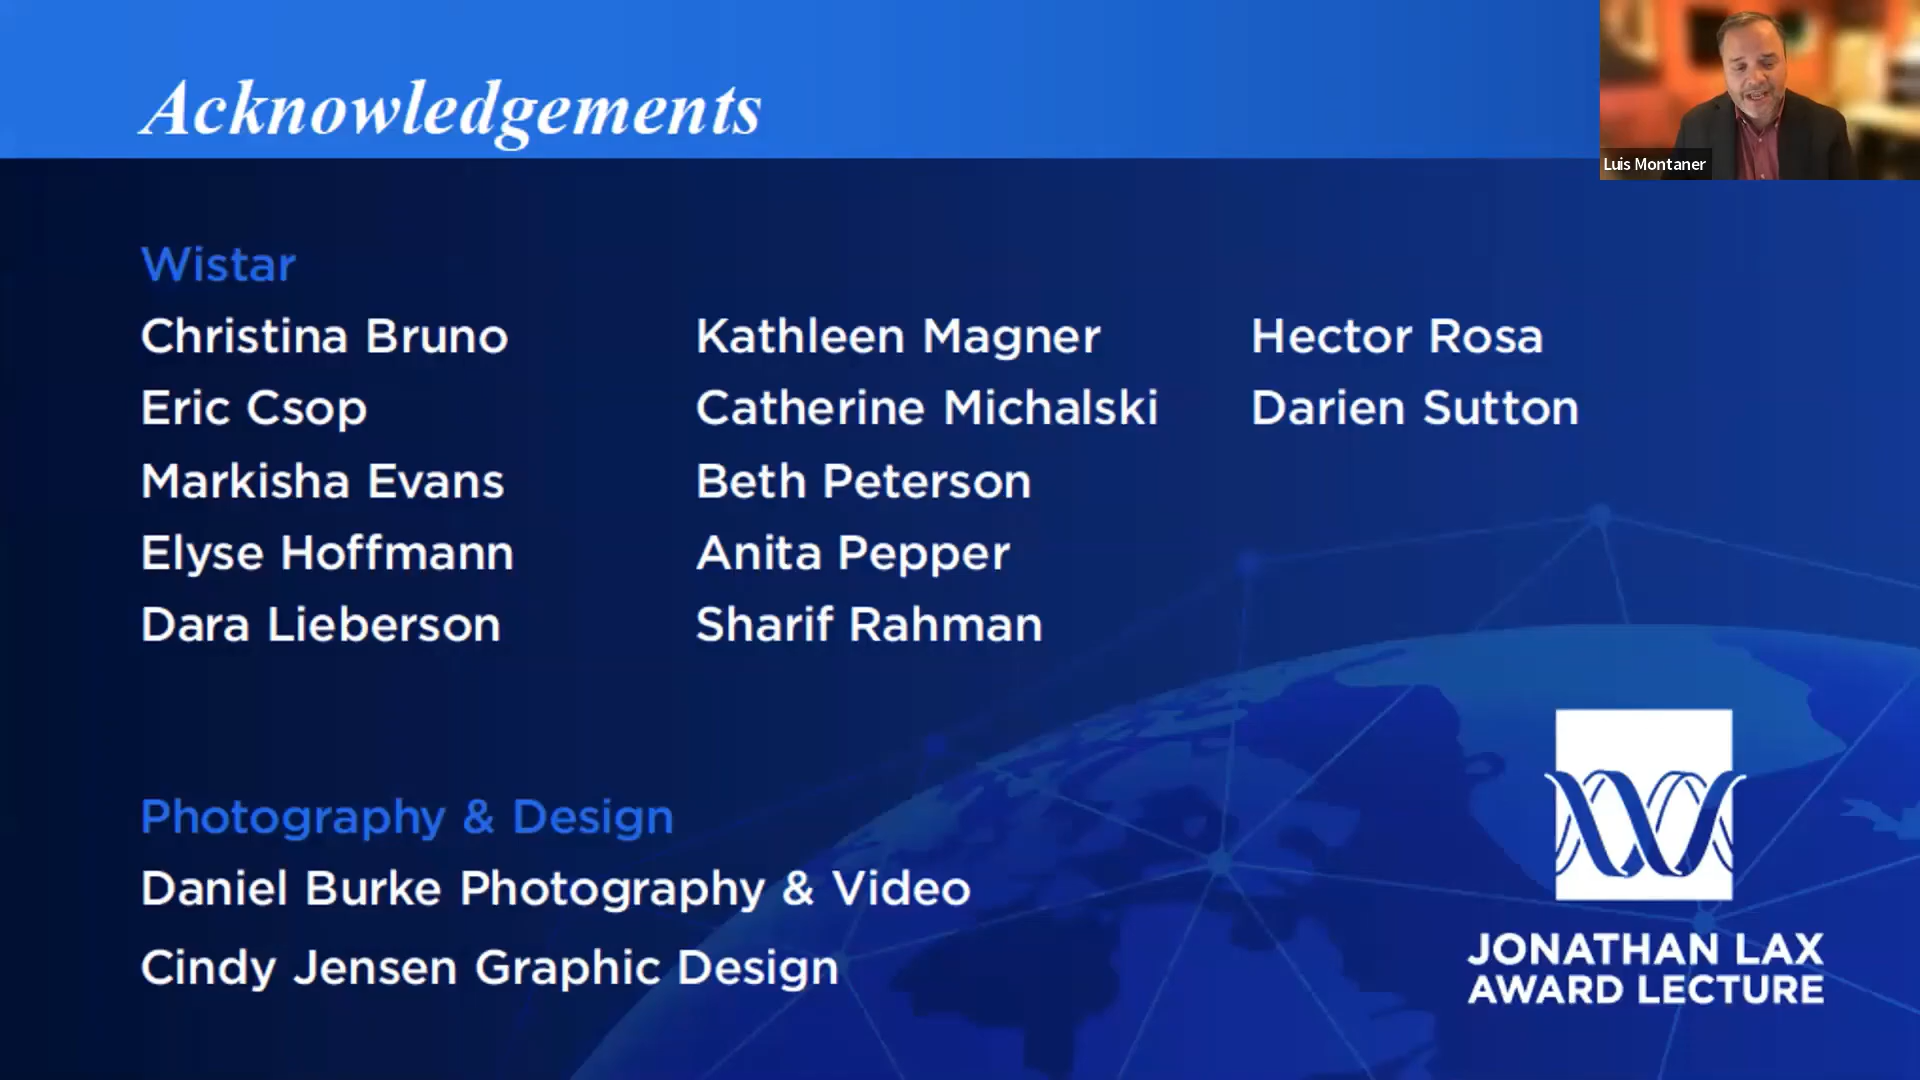 Acknowledgements
Luis Montaner
Wistar
Christina Bruno
Eric Csop
Markisha Evans
Elyse Hoffmann
Dara Lieberson
Kathleen Magner
Catherine Michalski
Beth Peterson
Anita Pepper
Sharif Rahman
Hector Rosa
Darien Sutton
Photography & Design
Daniel Burke Photography & Video
Cindy Jensen Graphic Design
JONATHAN LAX
AWARD LECTURE